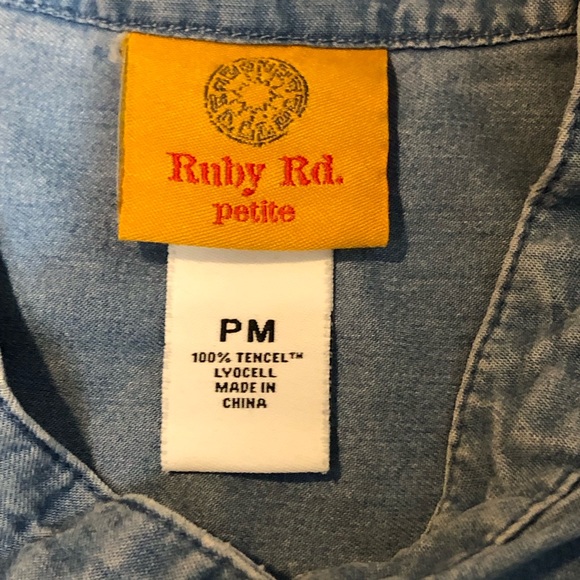 Ruby Rd.
petite
PM
100% TENCEL™
LYOCELL
MADE IN
CHINA